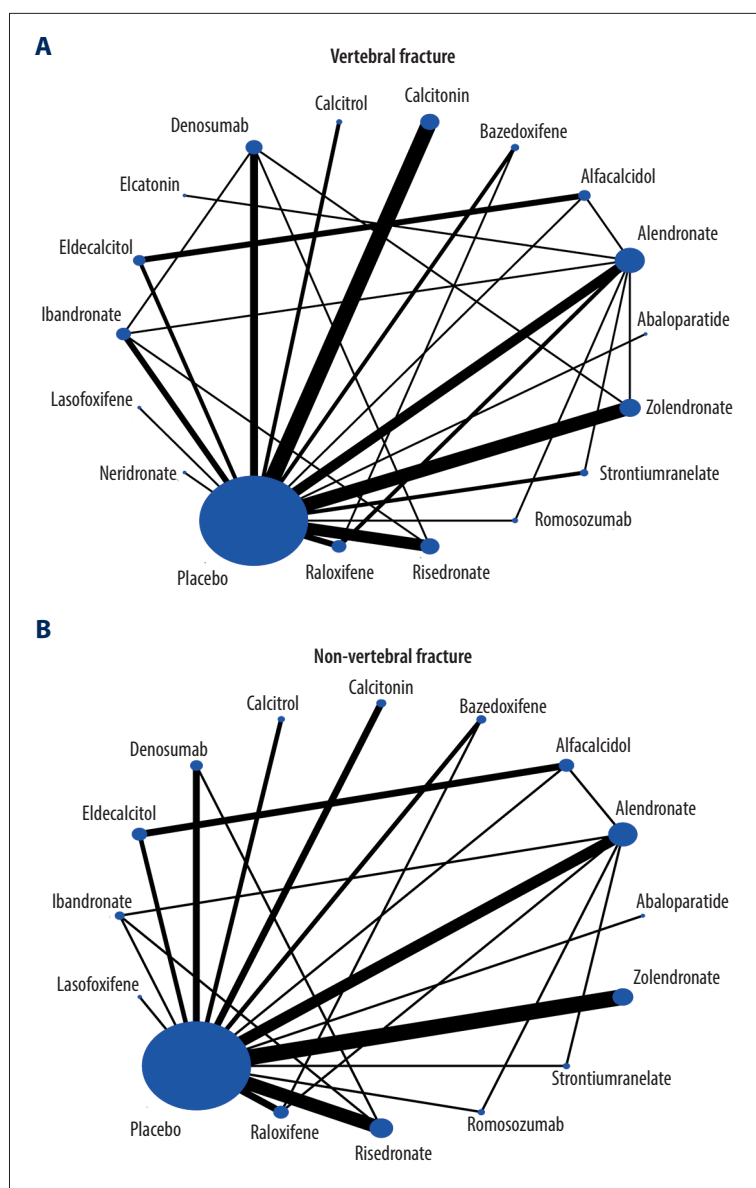 A
Vertebral fracture
Calcitonin
Calcitrol
Bazedoxifene
Denosumab
Alfacalcidol
Elcatonin
Alendronate
Eldecalcitol
Ibandronate
Abaloparatide
Lasofoxifene
Zolendronate
Neridronate
Strontiumranelate
Romosozumab
Placebo
Raloxifene
Risedronate
B
Non-vertebral fracture
Calcitonin
Calcitrol
Bazedoxifene
Denosumab
Alfacalcidol
Eldecalcitol
Alendronate
Ibandronate
Abaloparatide
Lasofoxifene
Zolendronate
Strontiumranelate
Romosozumab
Placebo
Raloxifene
Risedronate